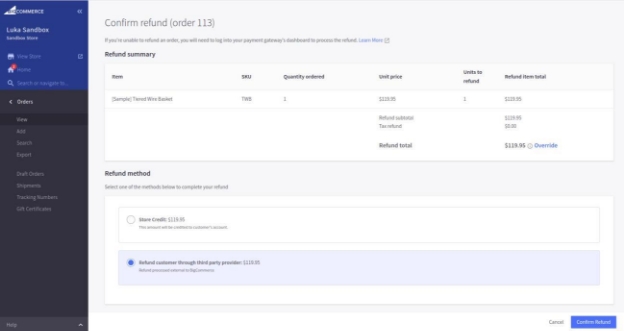 COMMERCE
Luka Sandbox
Sandbox Store
View Store
Home
Search or navigate to...
Orders
View
Add
Search
Export
Draft Orders
Shipments
Tracking Numbers
Gift Certificates
Help
Confirm refund (order 113)
If you're unable to refund an order, you will need to log into your payment gateway's dashboard to process the refund. Learn More
Refund summary
Item SKU Quantity ordered Unit price Units to refund Refund item total
[Sample] Tiered Wire Basket TWB 1 $119.95 1 $119.95
Refund subtotal $119.95
Tax refund $0.00
Refund total $119.95 Override
Refund method
Select one of the methods below to complete your refund
Store Credit: $119.95
This amount will be credited to customer's account.
Refund customer through third party provider: $119.95
Refund processed external to BigCommerce
Cancel Confirm Refund